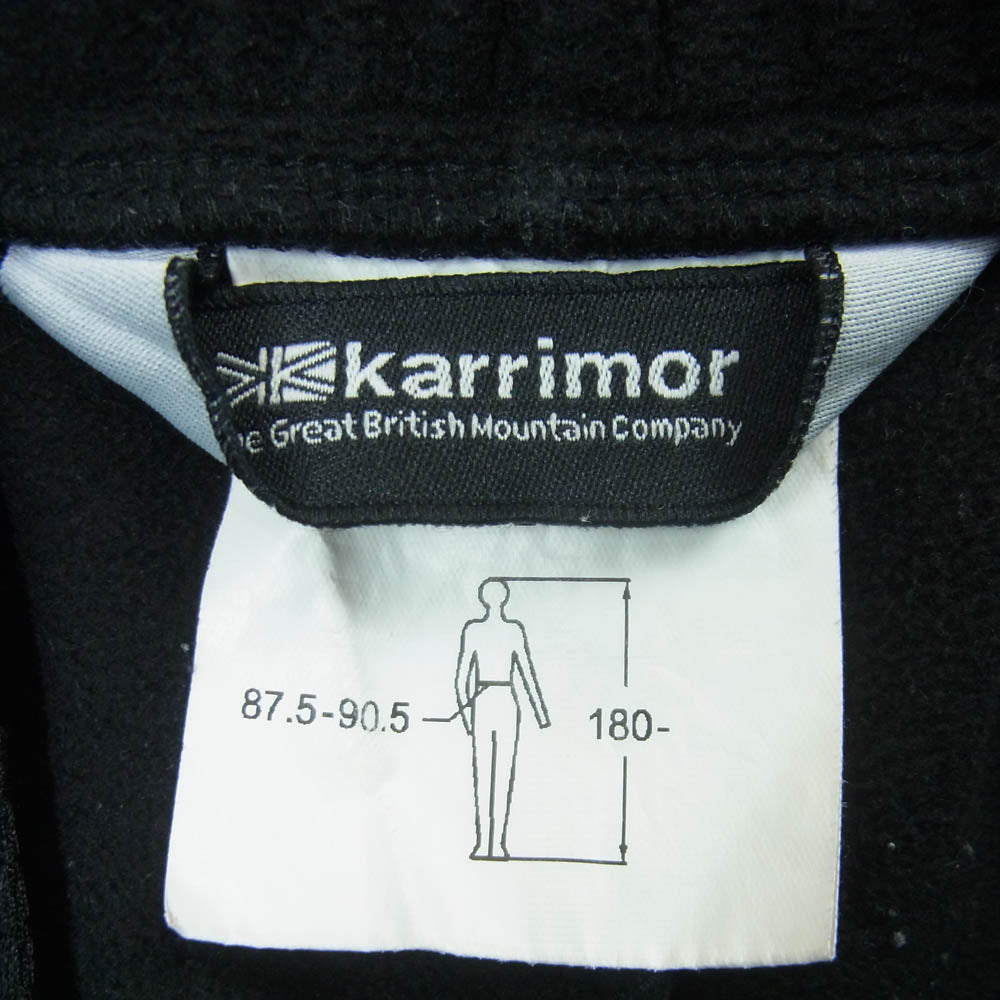 karrimor
Great British Mountain Company
87.5-90.5
180-